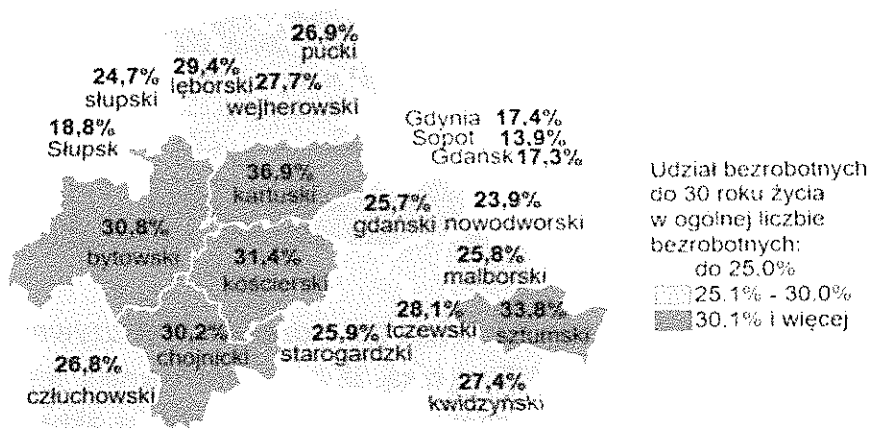 26,9%
pucki
29,4%
lęborski
27,7%
wejherowski
24,7%
słupski
18,8%
Słupsk
Gdynia 17,4%
Sopot 13,9%
Gdańsk 17,3%
36,9%
kartuski
25,7%
gdański
23,9%
nowodworski
30,8%
bytowski
31,4%
kościerski
25,8%
malborski
28,1%
tczewski
33,8%
sztumski
30,2%
chojnicki
25,9%
starogardzki
26,8%
człuchowski
27,4%
kwidzyński
Udział bezrobotnych
do 30 roku życia
w ogólnej liczbie
bezrobotnych:
do 25.0%
25.1% - 30.0%
30.1% i więcej